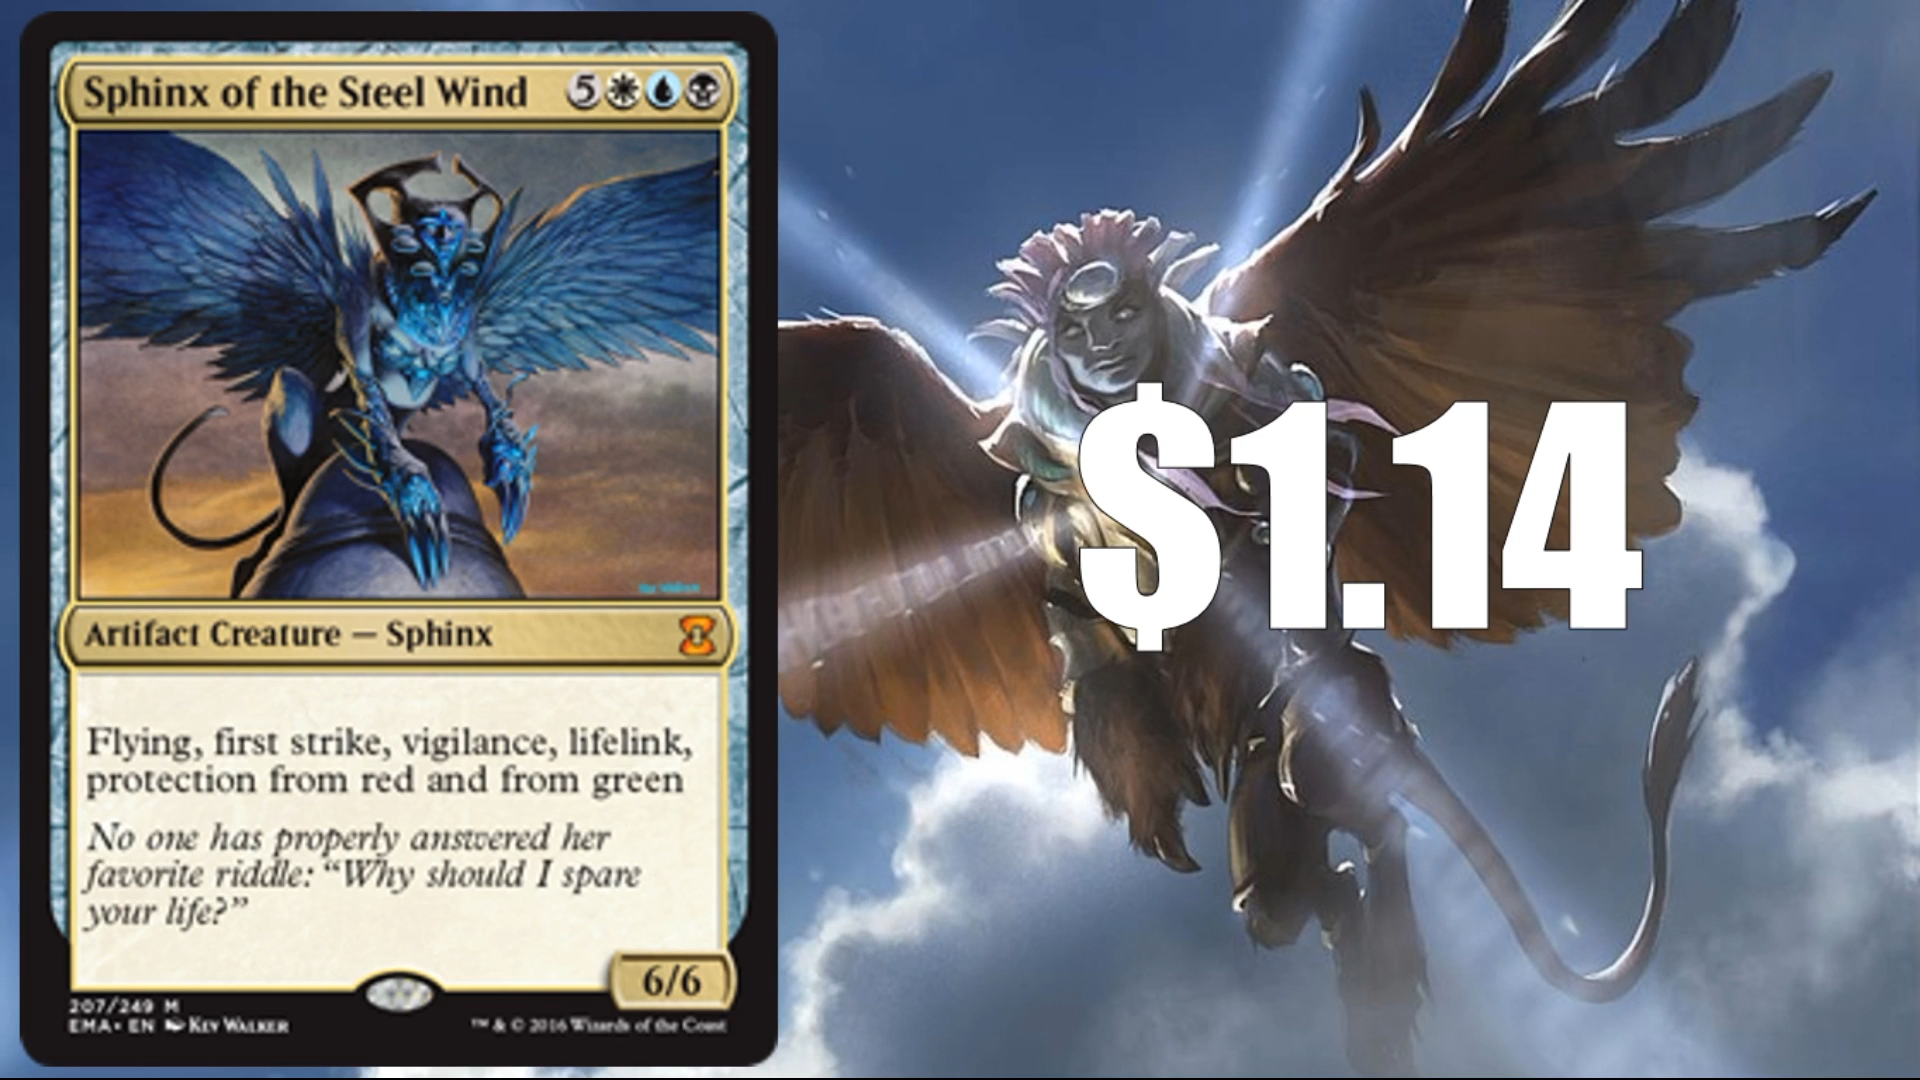 Sphinx of the Steel Wind 5
Artifact Creature — Sphinx
Flying, first strike, vigilance, lifelink,
protection from red and from green
No one has properly answered her
favorite riddle: “Why should I spare
your life?”
6/6
207/249 M
EMA • EN Kev Walker
™ & © 2016 Wizards of the Coast
$1.14